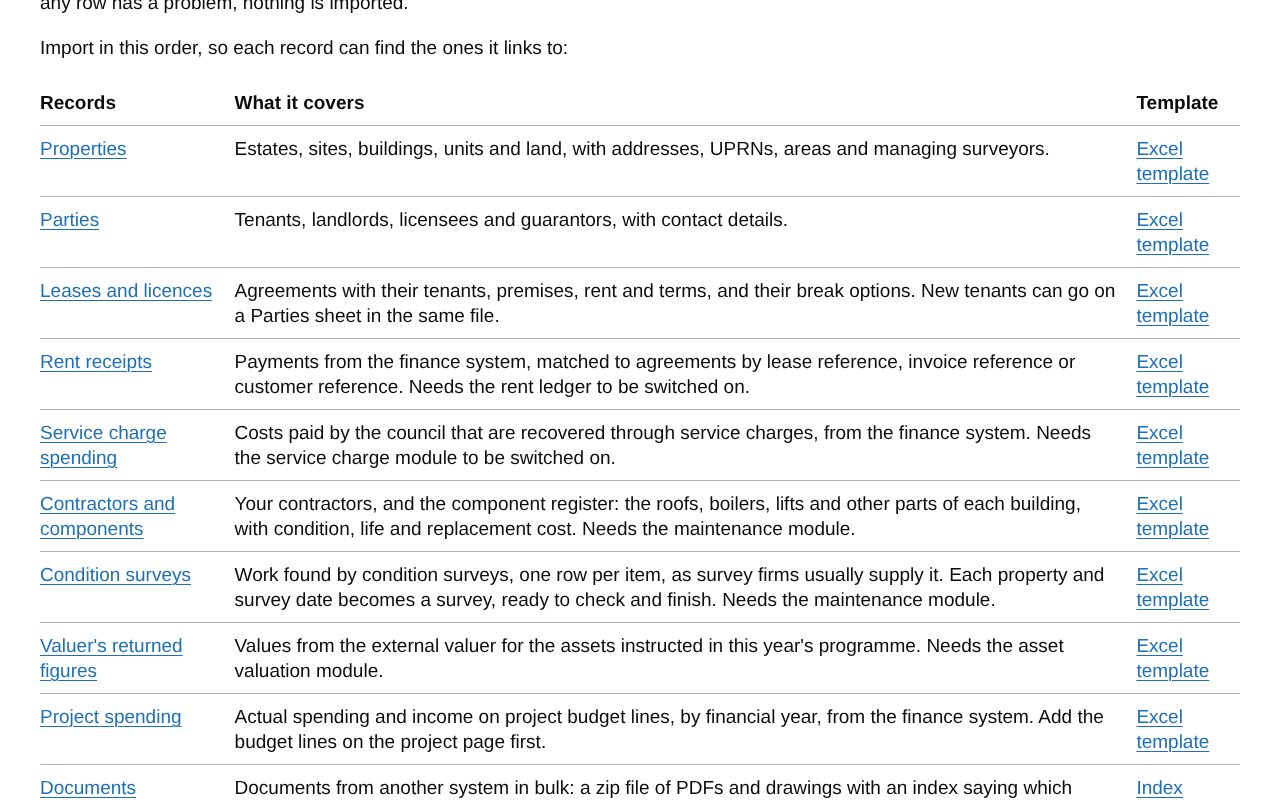 any row has a problem, nothing is imported.
Import in this order, so each record can find the ones it links to:
Records What it covers Template
Properties Estates, sites, buildings, units and land, with addresses, UPRNs, areas and managing surveyors. Excel
template
Parties Tenants, landlords, licensees and guarantors, with contact details. Excel
template
Leases and licences Agreements with their tenants, premises, rent and terms, and their break options. New tenants can go on Excel
a Parties sheet in the same file. template
Rent receipts Payments from the finance system, matched to agreements by lease reference, invoice reference or Excel
customer reference. Needs the rent ledger to be switched on. template
Service charge Costs paid by the council that are recovered through service charges, from the finance system. Needs Excel
spending the service charge module to be switched on. template
Contractors and Your contractors, and the component register: the roofs, boilers, lifts and other parts of each building, Excel
components with condition, life and replacement cost. Needs the maintenance module. template
Condition surveys Work found by condition surveys, one row per item, as survey firms usually supply it. Each property and Excel
survey date becomes a survey, ready to check and finish. Needs the maintenance module. template
Valuer's returned Values from the external valuer for the assets instructed in this year's programme. Needs the asset Excel
figures valuation module. template
Project spending Actual spending and income on project budget lines, by financial year, from the finance system. Add the Excel
budget lines on the project page first. template
Documents Documents from another system in bulk: a zip file of PDFs and drawings with an index saying which Index